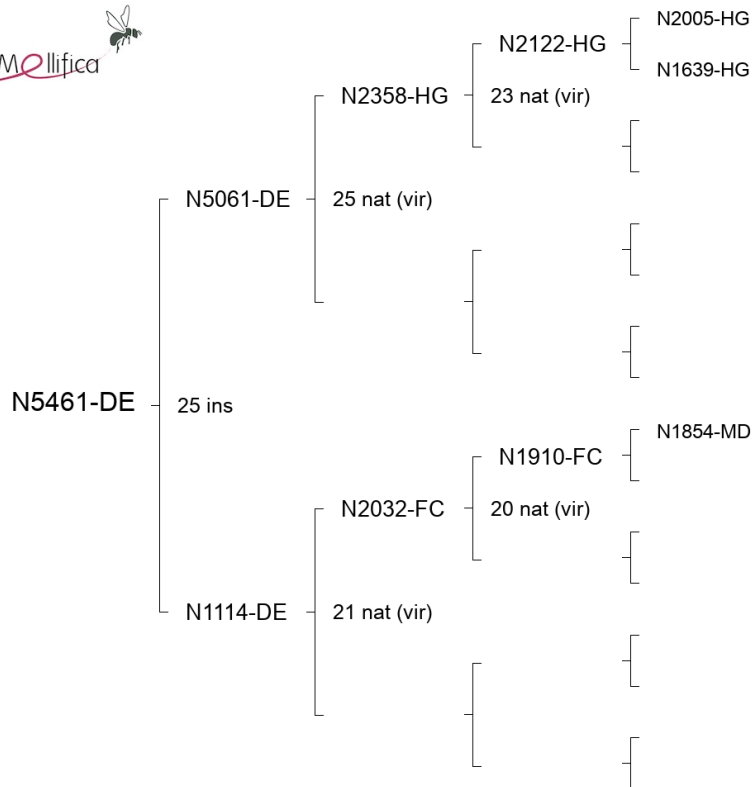 Mellifica
N2005-HG
N2122-HG
N1639-HG
N2358-HG
23 nat (vir)
N5061-DE
25 nat (vir)
N5461-DE
25 ins
N1854-MD
N1910-FC
N2032-FC
20 nat (vir)
N1114-DE
21 nat (vir)